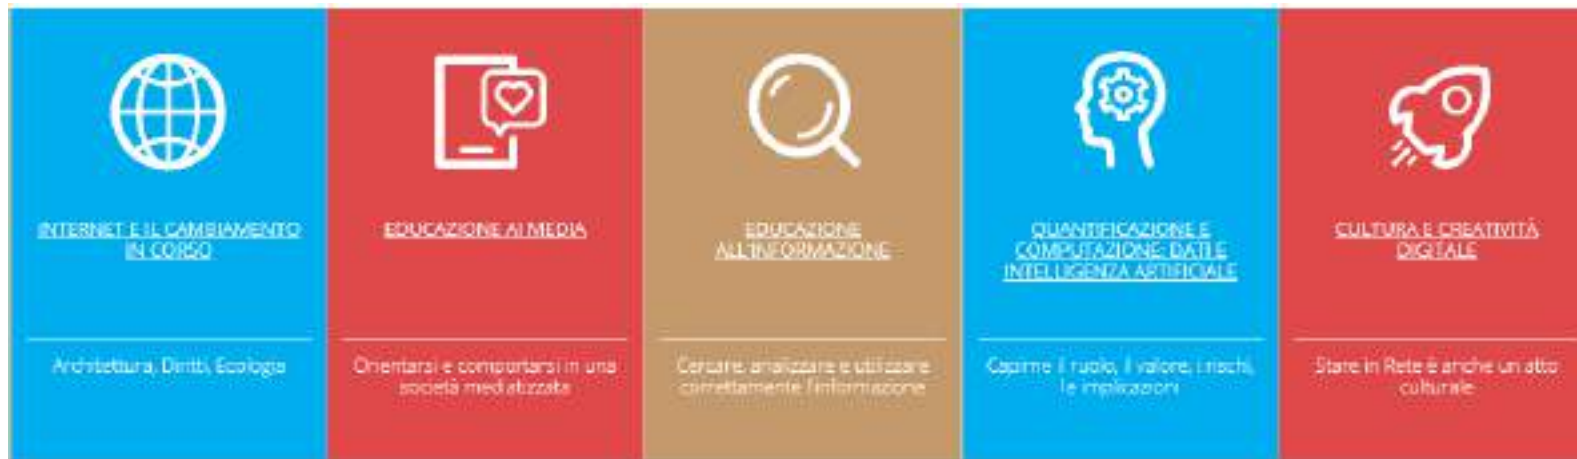 INTERNET E IL CAMBIAMENTO
IN CORSO
Architettura, Diritti, Ecologia
EDUCAZIONE AI MEDIA
Orientarsi e comportarsi in una
società mediatizzata
EDUCAZIONE
ALL'INFORMAZIONE
Cercare, analizzare e utilizzare
correttamente l'informazione
QUANTIFICAZIONE E
COMPUTAZIONE: DATI E
INTELLIGENZA ARTIFICIALE
Capirne il ruolo, il valore, i rischi,
le implicazioni
CULTURA E CREATIVITÀ
DIGITALE
Stare in Rete è anche un atto
culturale